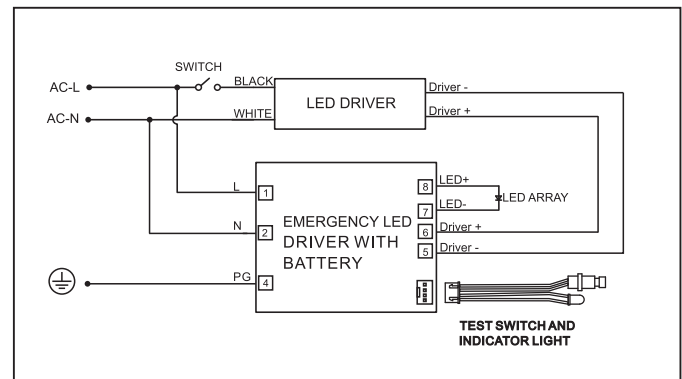 SWITCH
AC-L
BLACK
LED DRIVER
Driver -
AC-N
WHITE
Driver +
L
1
8
LED+
LED ARRAY
7
LED-
N
2
EMERGENCY LED
DRIVER WITH
BATTERY
6
Driver +
5
Driver -
PG
4
TEST SWITCH AND
INDICATOR LIGHT